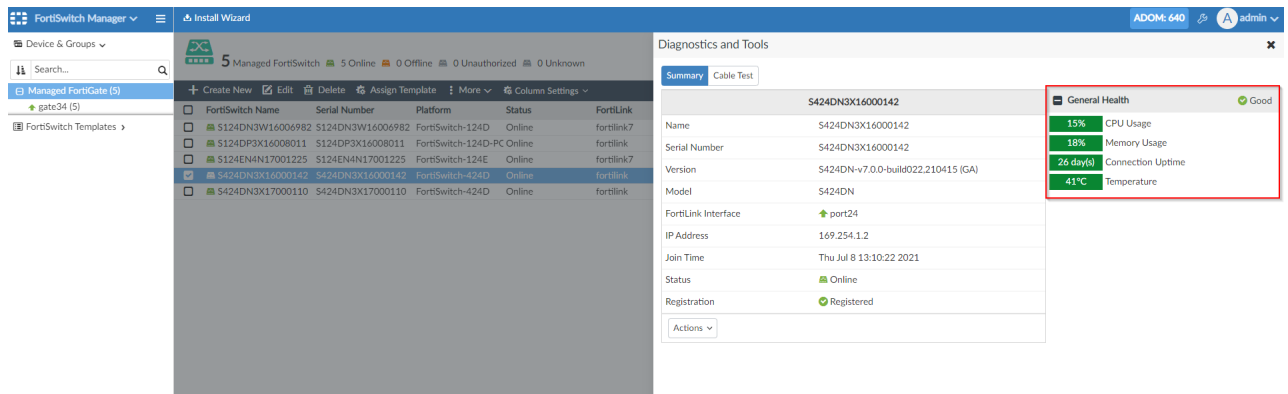 FortiSwitch Manager
Install Wizard
ADOM: 640
A admin
Device & Groups
Search...
Managed FortiGate (5)
gate34 (5)
FortiSwitch Templates
5 Managed FortiSwitch 5 Online 0 Offline 0 Unauthorized 0 Unknown
Create New Edit Delete Assign Template More Column Settings
FortiSwitch Name Serial Number Platform Status FortiLink
S124DN3W16006982 S124DN3W16006982 FortiSwitch-124D Online fortilink7
S124DP3X16008011 S124DP3X16008011 FortiSwitch-124D-PC Online fortilink
S124EN4N17001225 S124EN4N17001225 FortiSwitch-124E Online fortilink7
S424DN3X16000142 S424DN3X16000142 FortiSwitch-424D Online fortilink
S424DN3X17000110 S424DN3X17000110 FortiSwitch-424D Online fortilink
Diagnostics and Tools
Summary Cable Test
S424DN3X16000142
Name S424DN3X16000142
Serial Number S424DN3X16000142
Version S424DN-v7.0.0-build022,210415 (GA)
Model S424DN
FortiLink Interface port24
IP Address 169.254.1.2
Join Time Thu Jul 8 13:10:22 2021
Status Online
Registration Registered
Actions
General Health Good
15% CPU Usage
18% Memory Usage
26 day(s) Connection Uptime
41°C Temperature